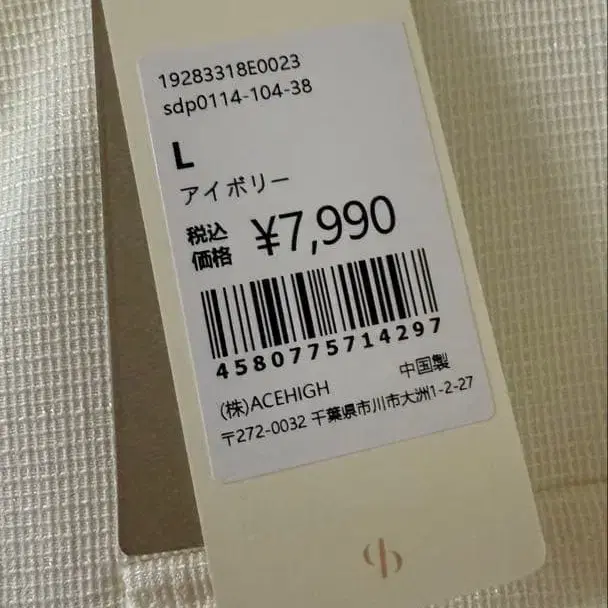 19283318E0023
sdp0114-104-38
L
アイボリー
税込
価格 ¥7,990
4580775714297
(株)ACEHIGH 中国製
〒272-0032 千葉県市川市大洲1-2-27